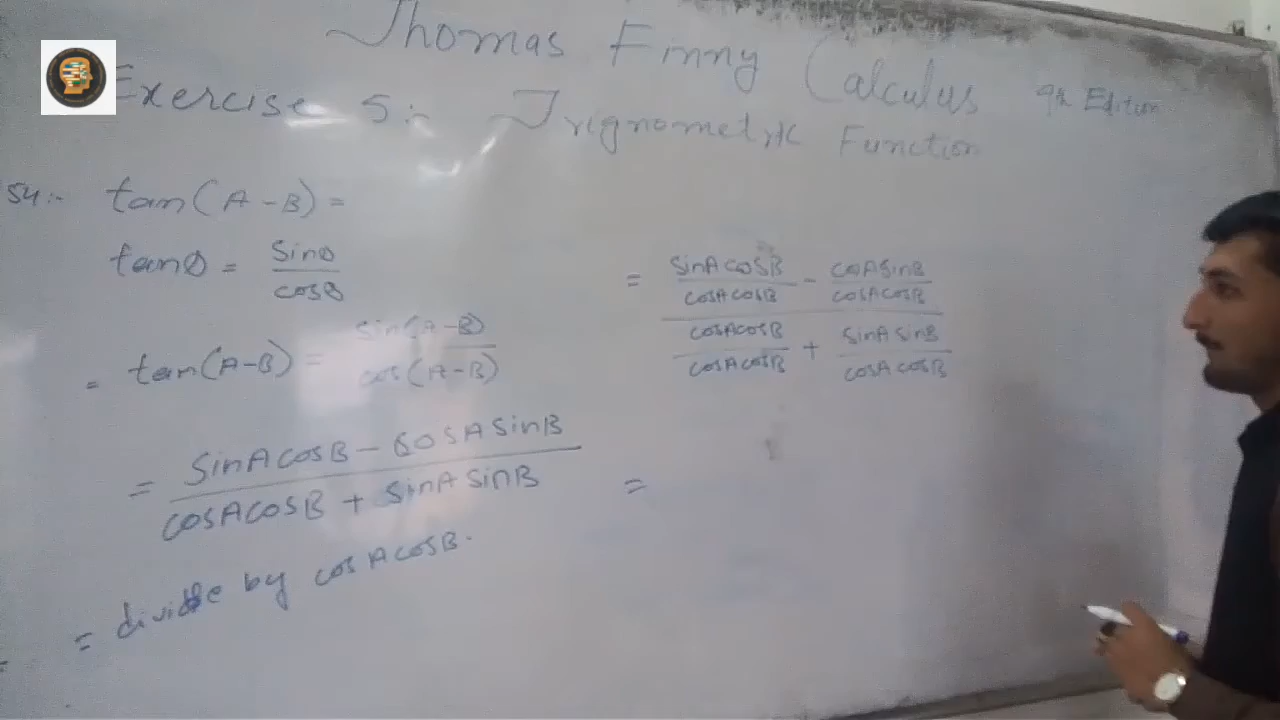 Thomas Finny Calculus 9th Edition
Exercise 5:- Trignometric Function
54:- tan(A-B) =
tanθ = sinθ / cosθ
= tan(A-B) = sin(A-B) / cos(A-B)
= sinA cosB - cosA sinB / cosA cosB + sinA sinB
= divide by cosA cosB.
= sinA cosB / cosA cosB - cosA sinB / cosA cosB
cosA cosB / cosA cosB + sinA sinB / cosA cosB
=